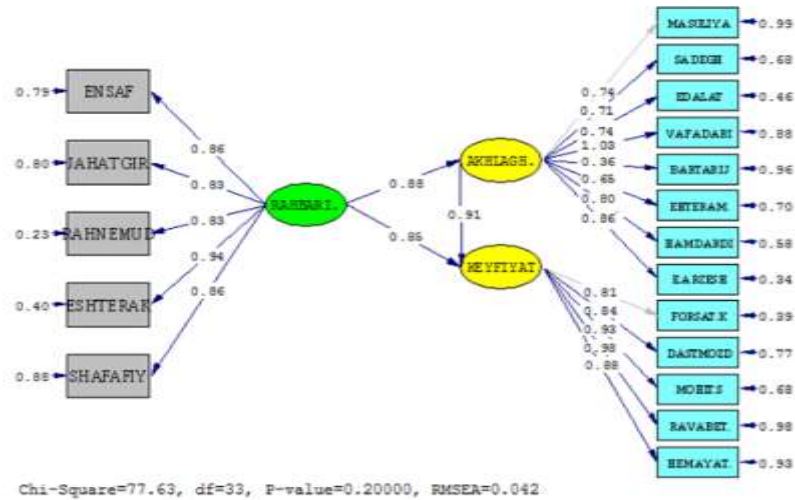 MASULIYA
0.99
SADEGH
0.68
0.79
ENSAF
0.74
EDALAT
0.46
0.71
0.86
0.74
VAFADARI
0.88
1.03
AKHLAGH.
0.80
JAHATGIR
0.83
0.88
0.36
BARTARIJ
0.96
0.65
RAHBARI.
0.80
EHTERAM.
0.70
0.86
0.91
0.23
RAHNEMUD
0.83
HAMDARDI
0.58
0.85
0.94
KEYFIYAT
KARIESH
0.34
0.86
0.81
0.40
ESHTERAK
0.84
FORSAT.K
0.39
0.93
0.98
DASTMOZD
0.77
0.88
0.88
SHAFAFIY
MOHIT.S
0.68
RAVABET.
0.98
HEMAYAT.
0.93
Chi-Square=77.63, df=33, P-value=0.20000, RMSEA=0.042